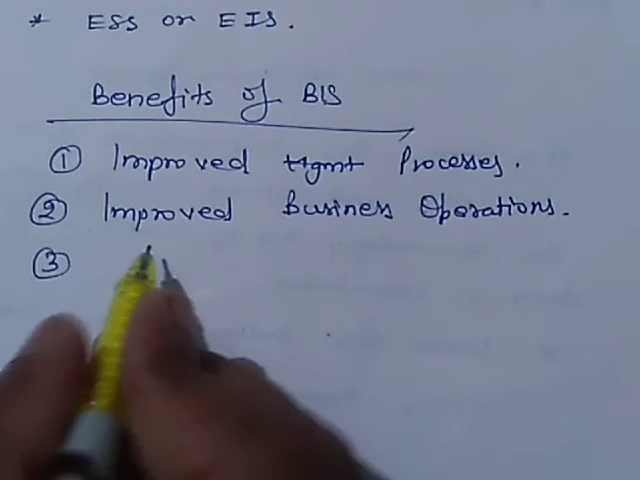 * ESS or EIS.
Benefits of BIS
① Improved Mgmt Processes.
② Improved Business Operations.
③